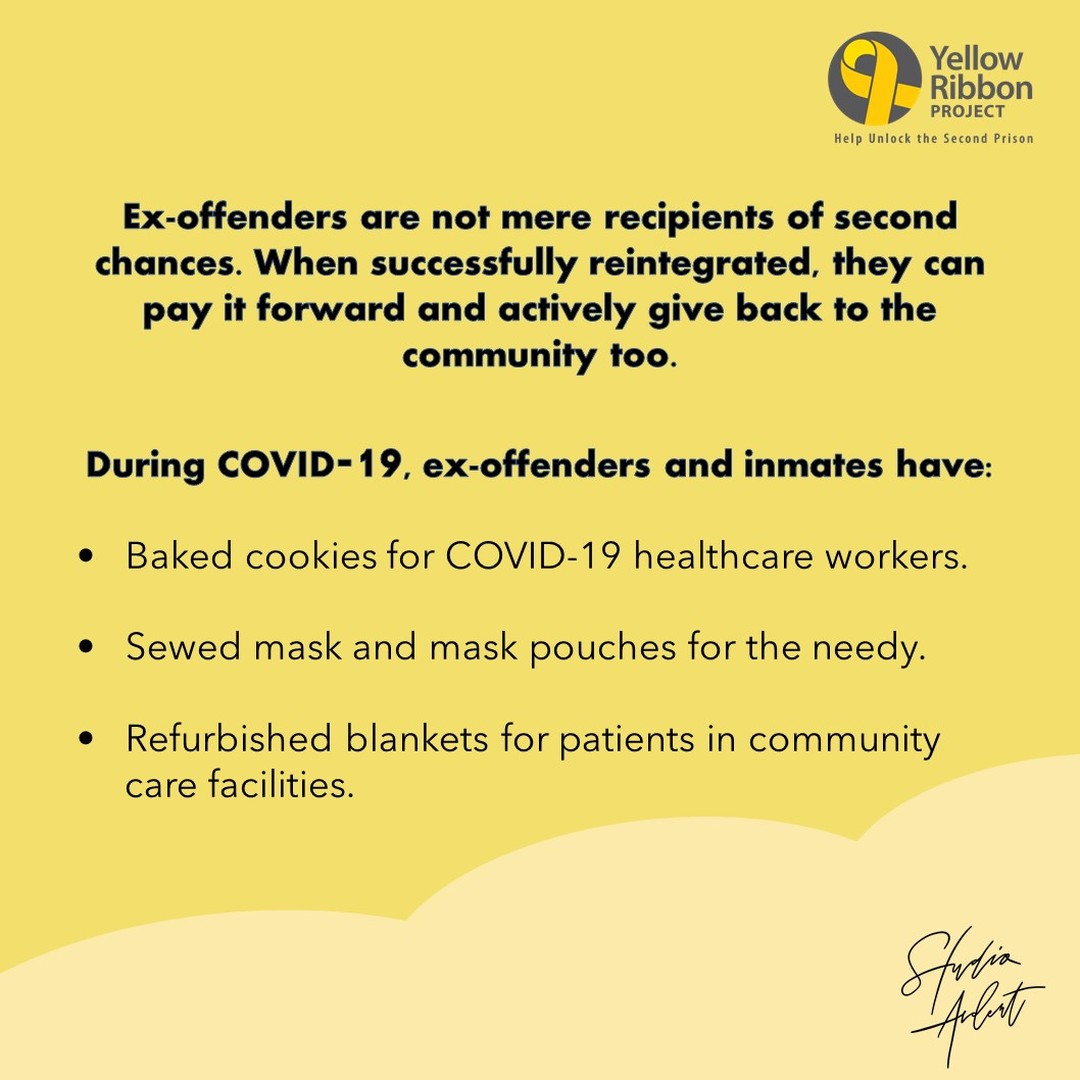 Yellow
Ribbon
PROJECT
Help Unlock the Second Prison
Ex-offenders are not mere recipients of second
chances. When successfully reintegrated, they can
pay it forward and actively give back to the
community too.
During COVID-19, ex-offenders and inmates have:
• Baked cookies for COVID-19 healthcare workers.
• Sewed mask and mask pouches for the needy.
• Refurbished blankets for patients in community
care facilities.
Studio